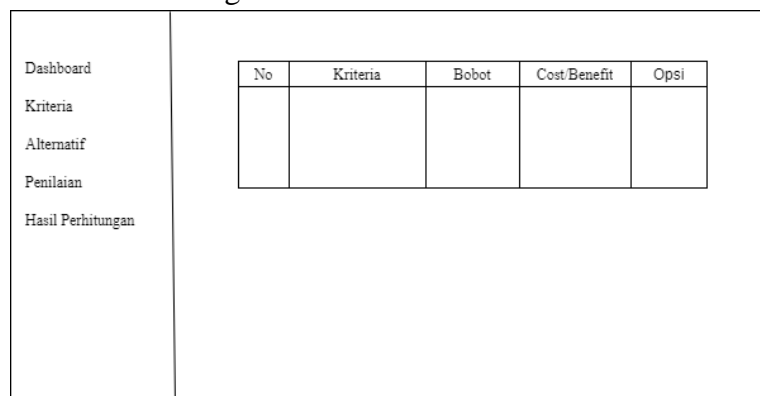 Dashboard
Kriteria
Alternatif
Penilaian
Hasil Perhitungan
No Kriteria Bobot Cost/Benefit Opsi